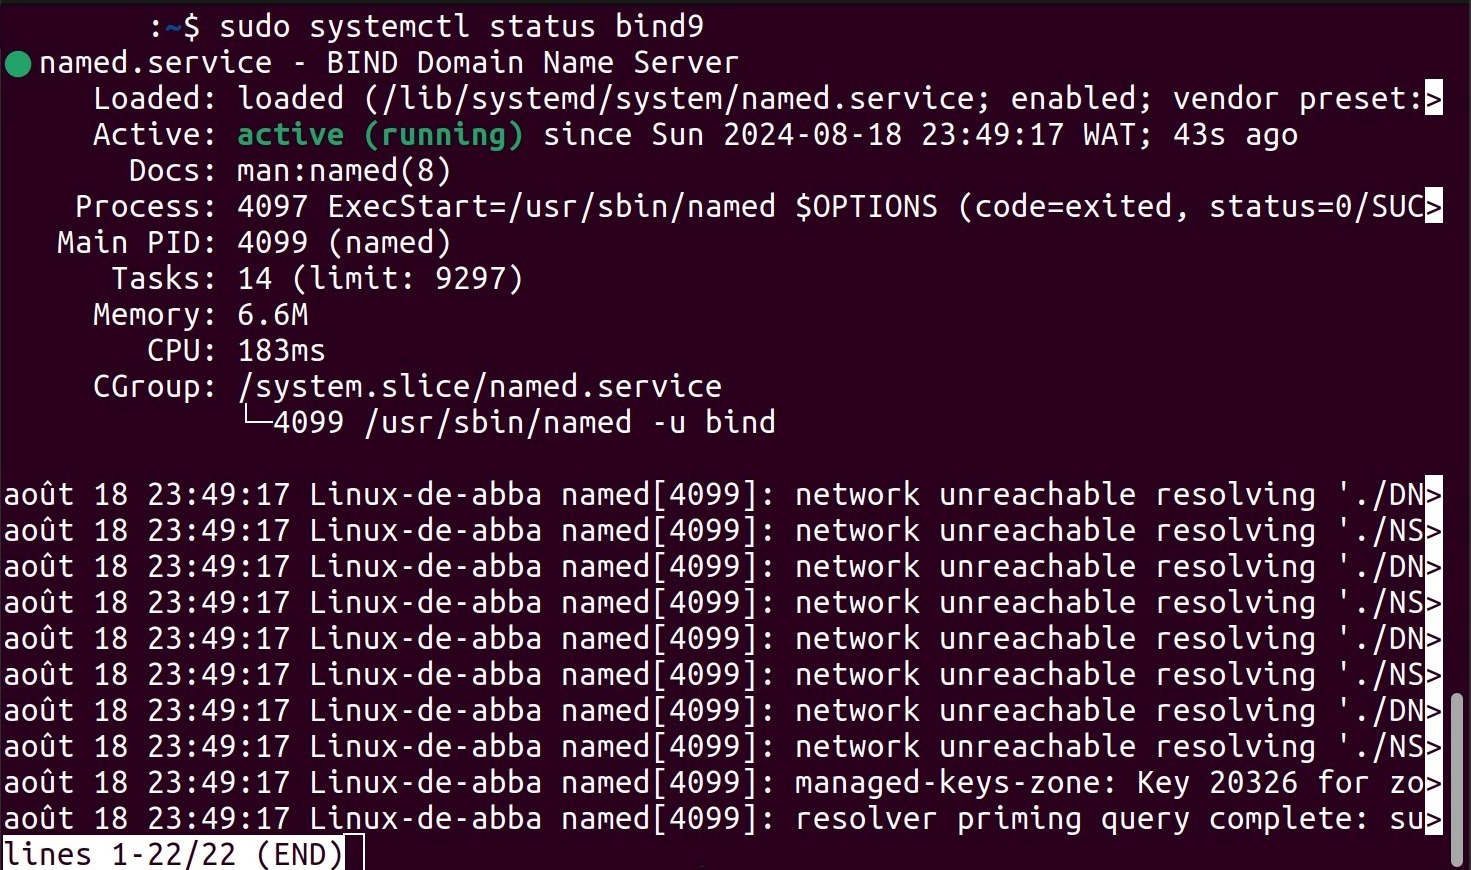 :~$ sudo systemctl status bind9
● named.service - BIND Domain Name Server
Loaded: loaded (/lib/systemd/system/named.service; enabled; vendor preset:>
Active: active (running) since Sun 2024-08-18 23:49:17 WAT; 43s ago
Docs: man:named(8)
Process: 4097 ExecStart=/usr/sbin/named $OPTIONS (code=exited, status=0/SUC>
Main PID: 4099 (named)
Tasks: 14 (limit: 9297)
Memory: 6.6M
CPU: 183ms
CGroup: /system.slice/named.service
└─4099 /usr/sbin/named -u bind
août 18 23:49:17 Linux-de-abba named[4099]: network unreachable resolving './DN>
août 18 23:49:17 Linux-de-abba named[4099]: network unreachable resolving './NS>
août 18 23:49:17 Linux-de-abba named[4099]: network unreachable resolving './DN>
août 18 23:49:17 Linux-de-abba named[4099]: network unreachable resolving './NS>
août 18 23:49:17 Linux-de-abba named[4099]: network unreachable resolving './DN>
août 18 23:49:17 Linux-de-abba named[4099]: network unreachable resolving './NS>
août 18 23:49:17 Linux-de-abba named[4099]: network unreachable resolving './DN>
août 18 23:49:17 Linux-de-abba named[4099]: network unreachable resolving './NS>
août 18 23:49:17 Linux-de-abba named[4099]: managed-keys-zone: Key 20326 for zo>
août 18 23:49:17 Linux-de-abba named[4099]: resolver priming query complete: su>
lines 1-22/22 (END)